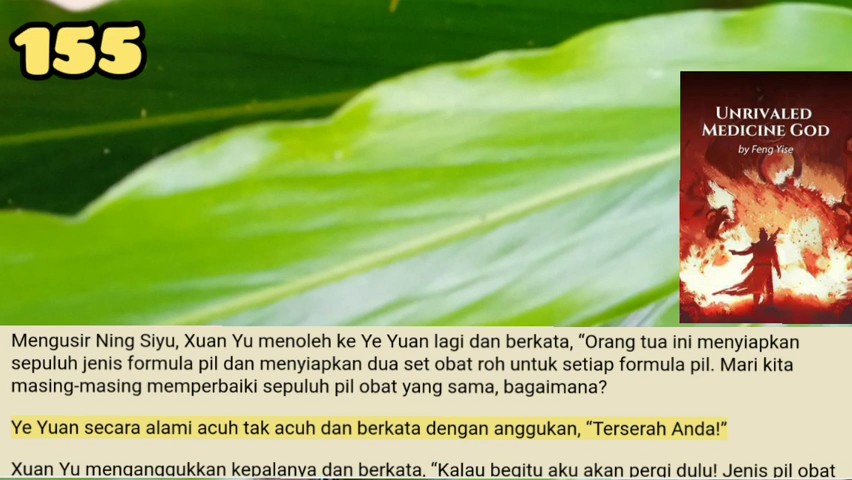 155
UNRIVALED
MEDICINE GOD
by Feng Yise
Mengusir Ning Siyu, Xuan Yu menoleh ke Ye Yuan lagi dan berkata, “Orang tua ini menyiapkan
sepuluh jenis formula pil dan menyiapkan dua set obat roh untuk setiap formula pil. Mari kita
masing-masing memperbaiki sepuluh pil obat yang sama, bagaimana?
Ye Yuan secara alami acuh tak acuh dan berkata dengan anggukan, “Terserah Anda!”
Xuan Yu menganggukkan kepalanya dan berkata, “Kalau begitu aku akan pergi dulu! Jenis pil obat